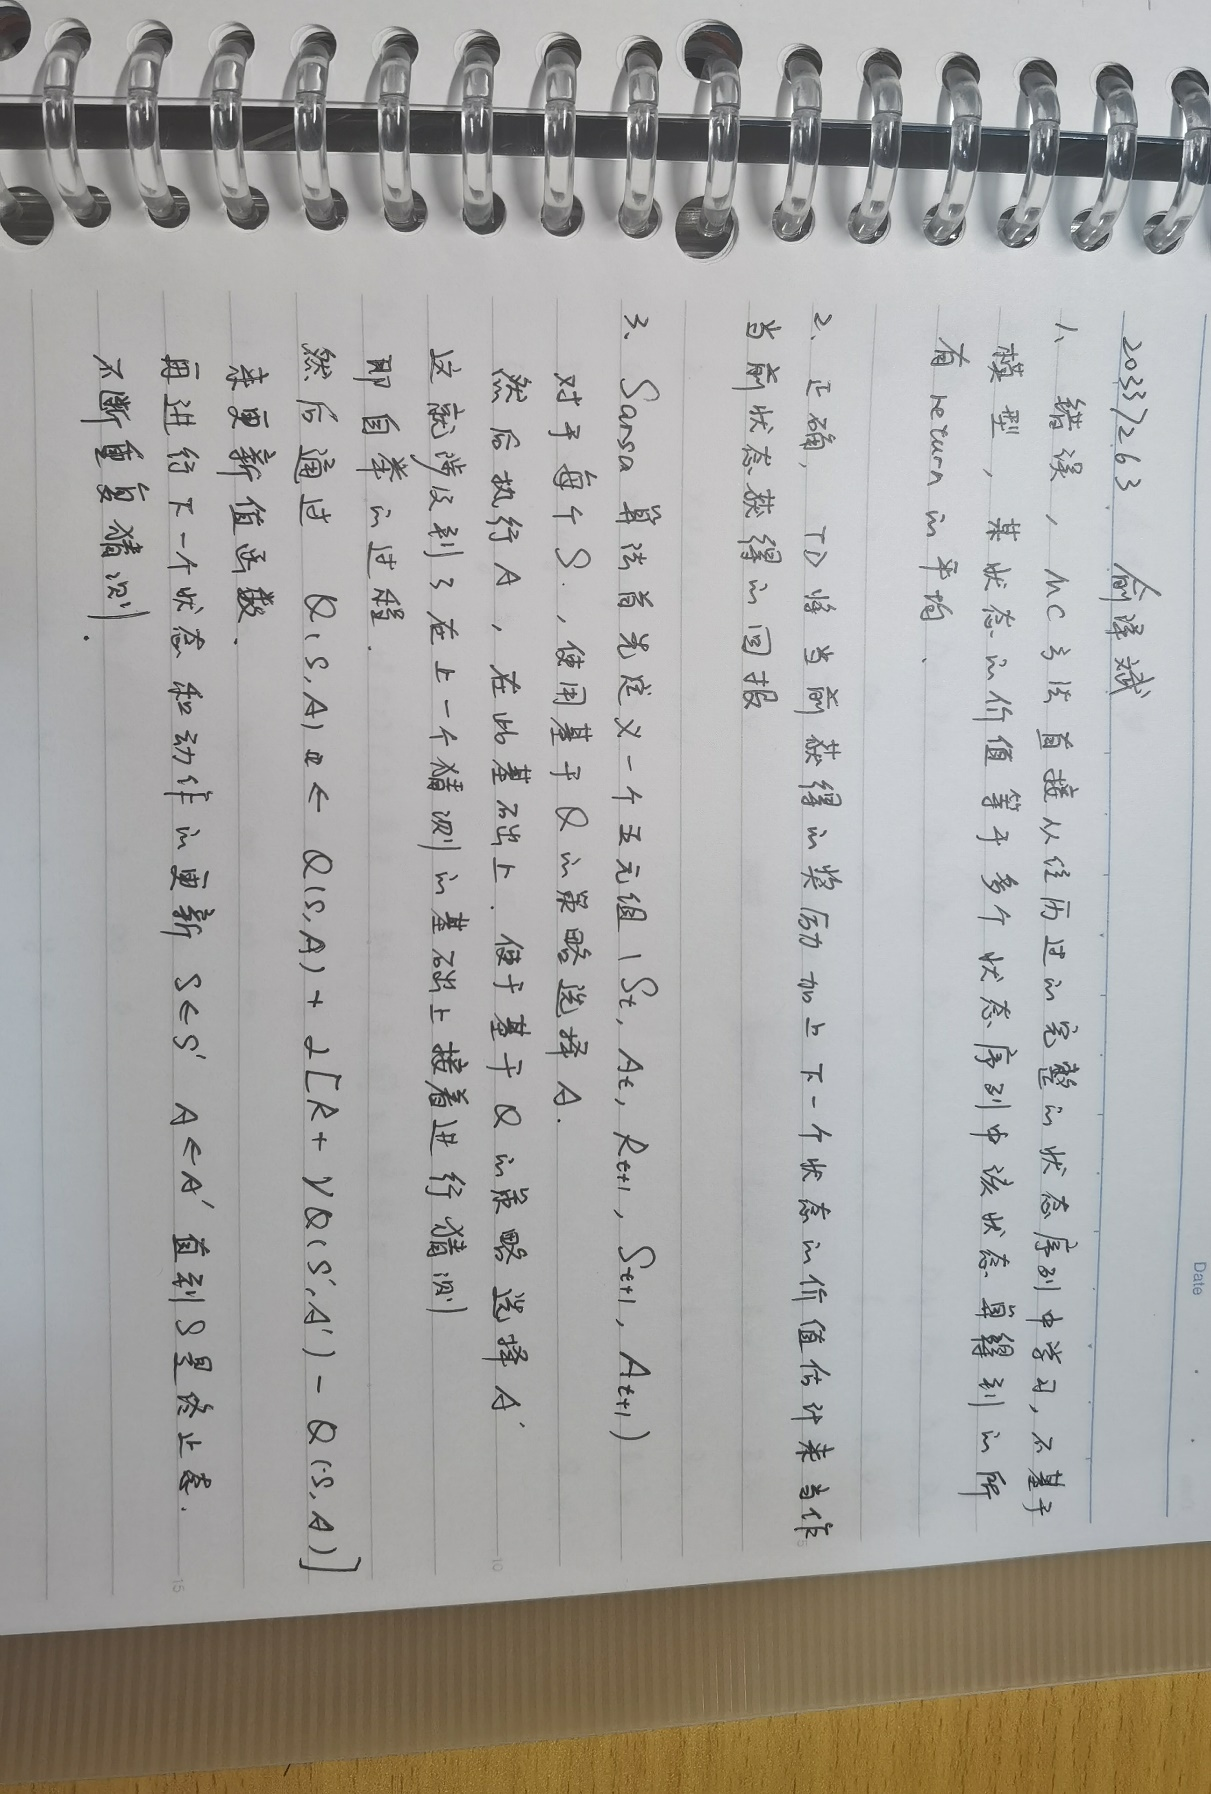 Date
20337263 俞泽斌
1、错误，MC方法直接从经历过的完整的状态序列中学习，不基于
模型，某状态的价值等于多个状态序列中该状态算得到的所
有return的平均.
2、正确，TD将当前获得的奖励加上下一个状态的价值估计来当作
当前状态获得的回报
5
3、Sarsa 算法首先定义一个五元组 (St, At, Rt+1, St+1, At+1)
对于每个S，使用基于Q的策略选择A.
然后执行A，在此基础上，使于基于Q的策略选择A'
10
这就涉及到了在上一个猜测的基础上接着进行猜测
即自举的过程.
然后通过 Q(S,A) ← Q(S,A) + α[R + γQ(S',A') - Q(S,A)]
来更新值函数.
再进行下一个状态和动作的更新 S←S' A←A' 直到S是终止态.
15
不断重复猜测.